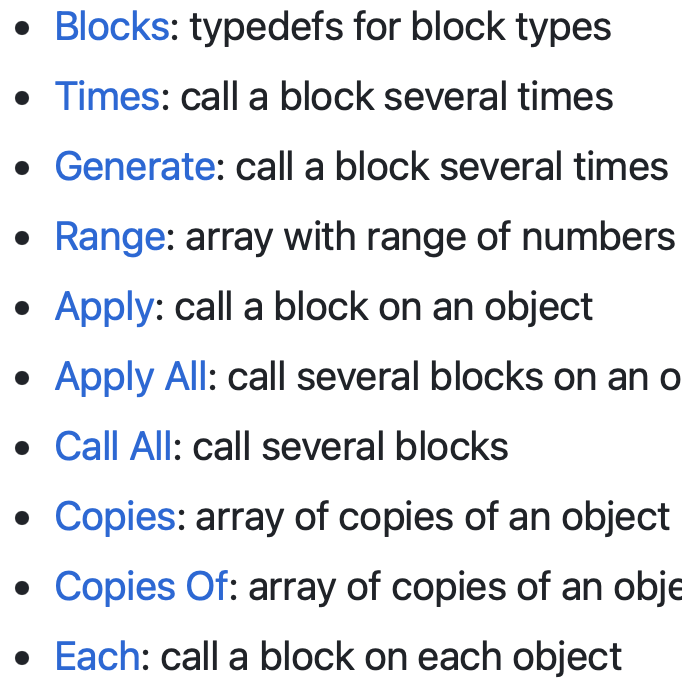 Blocks: typedefs for block types
Times: call a block several times
Generate: call a block several times
Range: array with range of numbers
Apply: call a block on an object
Apply All: call several blocks on an
Call All: call several blocks
Copies: array of copies of an object
Copies Of: array of copies of an
Each: call a block on each object